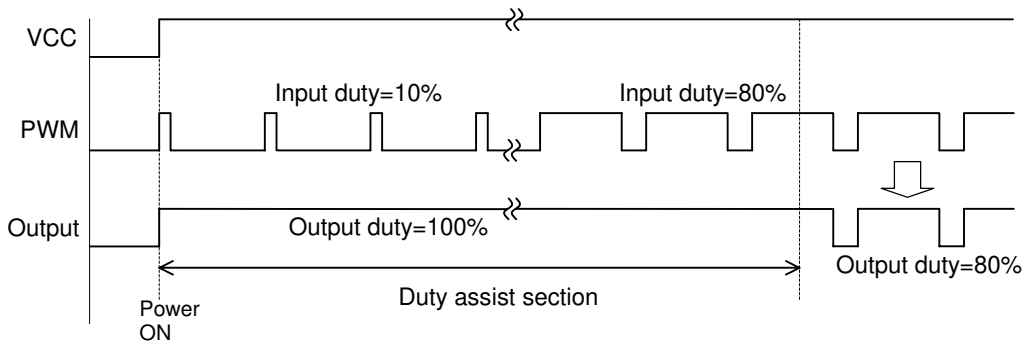 VCC
Input duty=10%
Input duty=80%
PWM
Output
Output duty=100%
Output duty=80%
Duty assist section
Power
ON